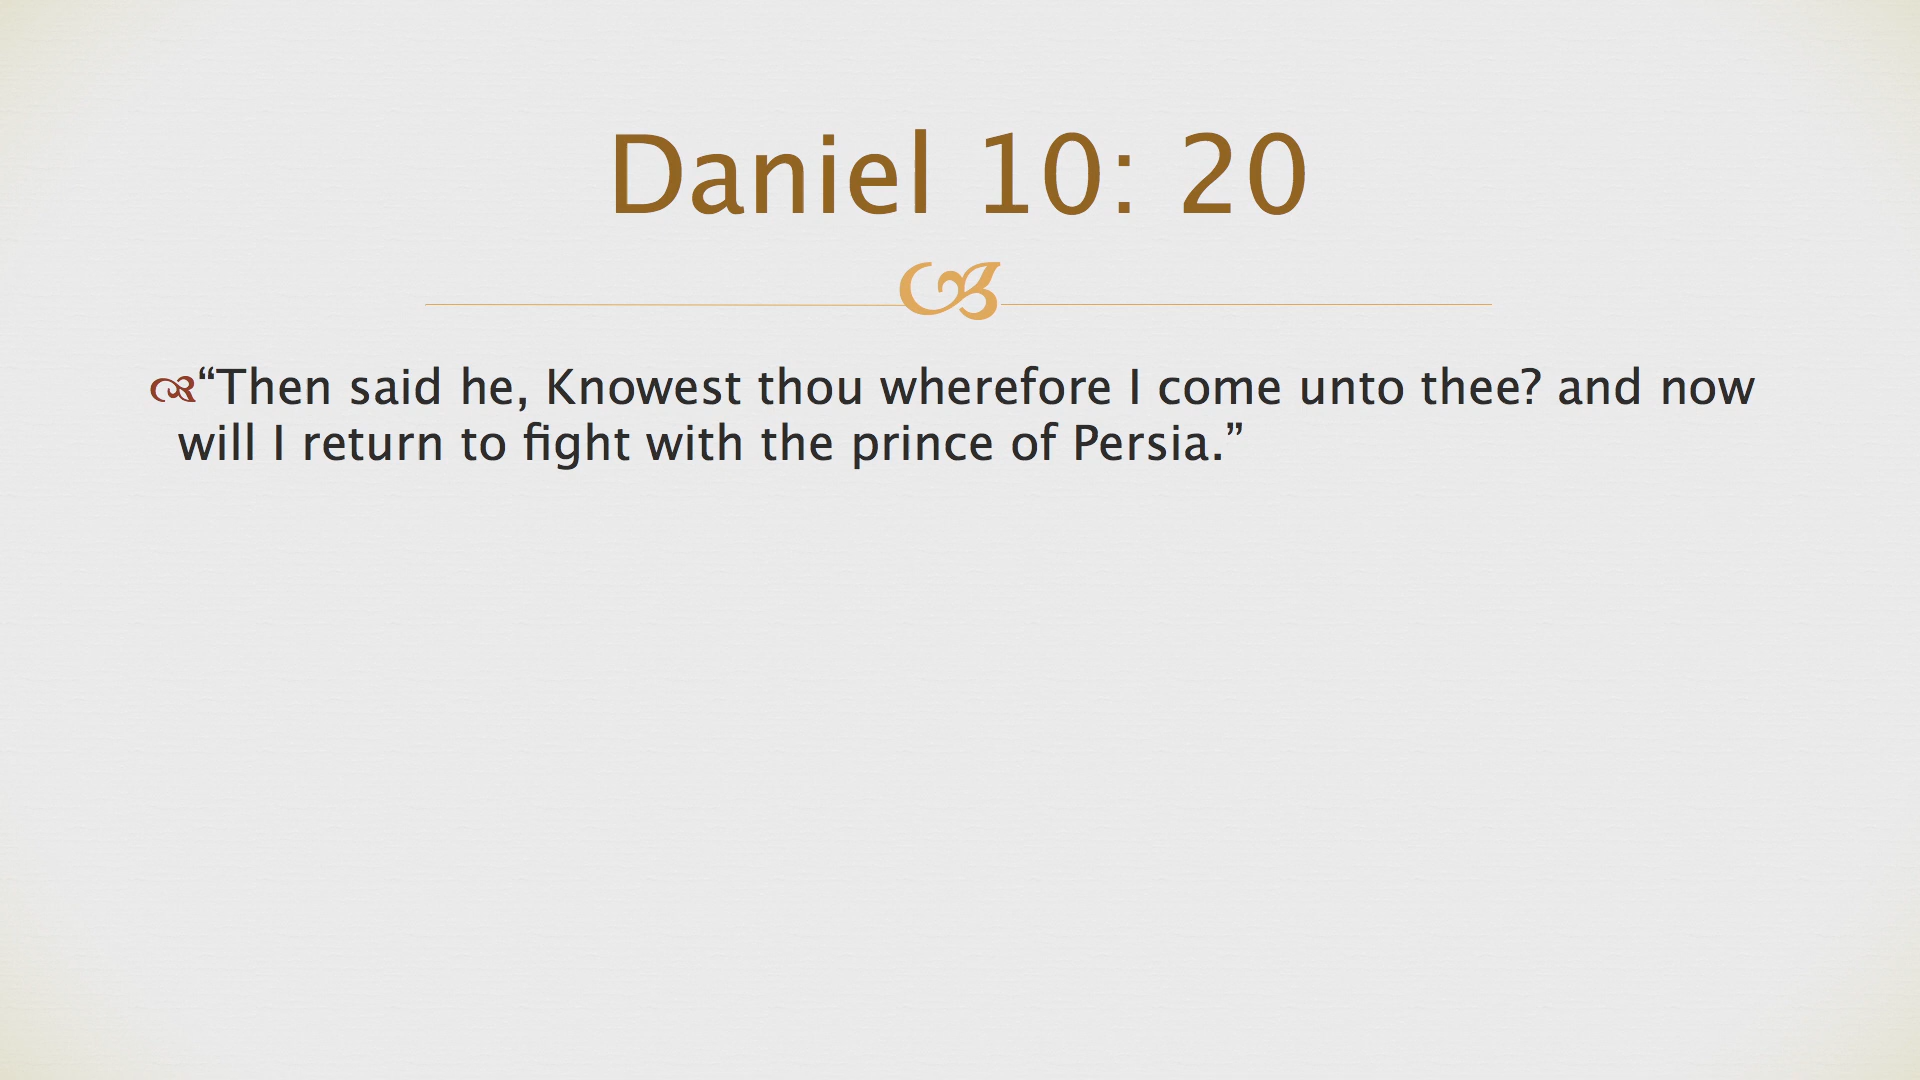 Daniel 10: 20
“Then said he, Knowest thou wherefore I come unto thee? and now
will I return to fight with the prince of Persia.”